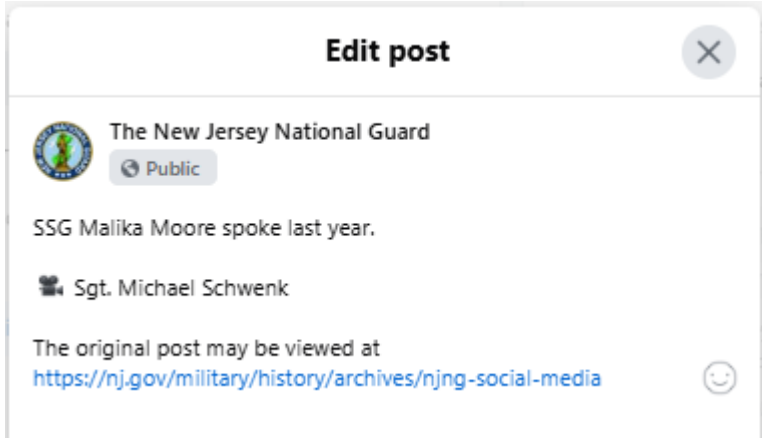 Edit post
The New Jersey National Guard
Public
SSG Malika Moore spoke last year.
Sgt. Michael Schwenk
The original post may be viewed at
https://nj.gov/military/history/archives/njng-social-media